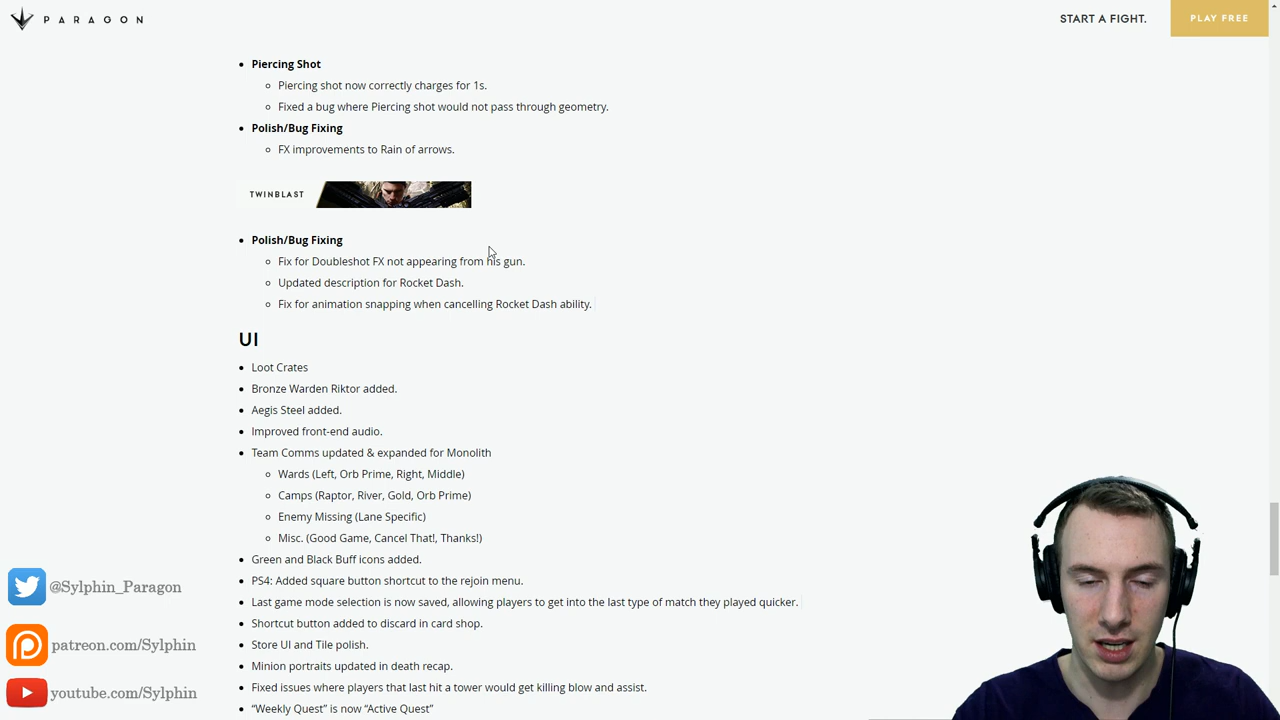 PARAGON
START A FIGHT.
PLAY FREE
Piercing Shot
Piercing shot now correctly charges for 1s.
Fixed a bug where Piercing shot would not pass through geometry.
Polish/Bug Fixing
FX improvements to Rain of arrows.
TWINBLAST
Polish/Bug Fixing
Fix for Doubleshot FX not appearing from his gun.
Updated description for Rocket Dash.
Fix for animation snapping when cancelling Rocket Dash ability.
UI
Loot Crates
Bronze Warden Riktor added.
Aegis Steel added.
Improved front-end audio.
Team Comms updated & expanded for Monolith
Wards (Left, Orb Prime, Right, Middle)
Camps (Raptor, River, Gold, Orb Prime)
Enemy Missing (Lane Specific)
Misc. (Good Game, Cancel That!, Thanks!)
Green and Black Buff icons added.
PS4: Added square button shortcut to the rejoin menu.
Last game mode selection is now saved, allowing players to get into the last type of match they played quicker.
Shortcut button added to discard in card shop.
Store UI and Tile polish.
Minion portraits updated in death recap.
Fixed issues where players that last hit a tower would get killing blow and assist.
“Weekly Quest” is now “Active Quest”
@Sylphin_Paragon
patreon.com/Sylphin
youtube.com/Sylphin